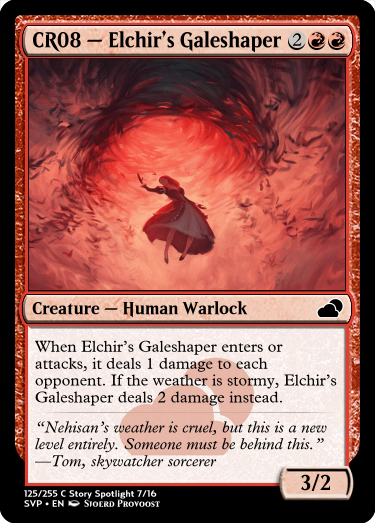 CR08 — Elchir's Galeshaper 2
Creature — Human Warlock
When Elchir's Galeshaper enters or
attacks, it deals 1 damage to each
opponent. If the weather is stormy, Elchir's
Galeshaper deals 2 damage instead.
“Nehisan's weather is cruel, but this is a new
level entirely. Someone must be behind this.”
—Tom, skywatcher sorcerer
3/2
125/255 C Story Spotlight 7/16
SVP • EN Stoerd Provoost